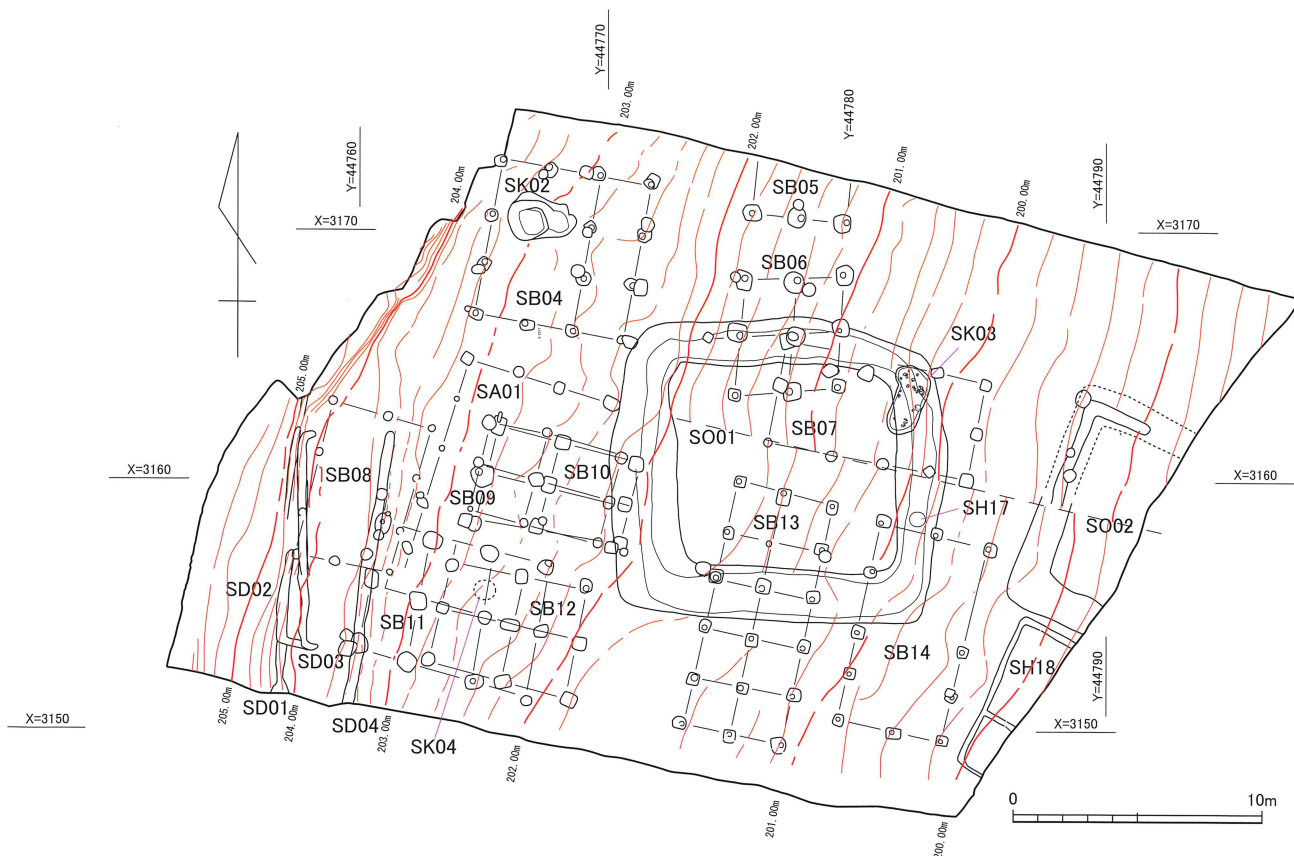 Y=44770
203.00m
202.00m
Y=44780
201.00m
Y=44790
200.00m
Y=44760
204.00m
X=3170
X=3170
SK02
SB05
SB06
SB04
SK03
205.00m
SA01
SO01
SB07
X=3160
SB08
SB10
X=3160
SB09
SH17
SB13
SO02
SD02
SB11
SB12
SB14
SD03
SH18
Y=44790
SD01
SD04
X=3150
205.00m
204.00m
203.00m
SK04
202.00m
X=3150
201.00m
200.00m
0
10m